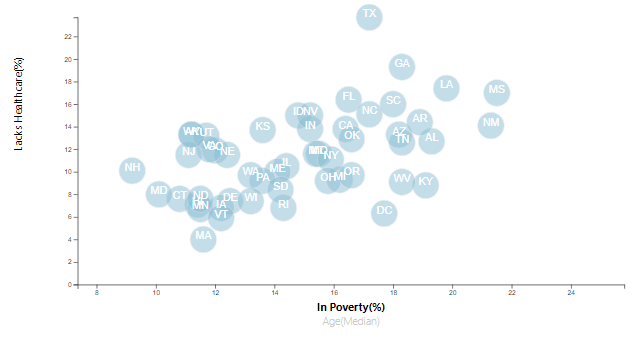 TX
GA
LA
MS
FL
SC
NC
AR
NM
ID NV
CA
IN
KS
AZ
OK
TN
AL
UT
NJ
NE
NY
IL
NH
WA
ME
PA
OH
MI
OR
WV
KY
SD
MD
CT
ND
DE
WI
MN
IA
RI
VT
DC
MA
22
20
18
16
14
12
10
8
6
4
2
0
8
10
12
14
16
18
20
22
24
Lacks Healthcare(%)
In Poverty(%)
Age(Median)